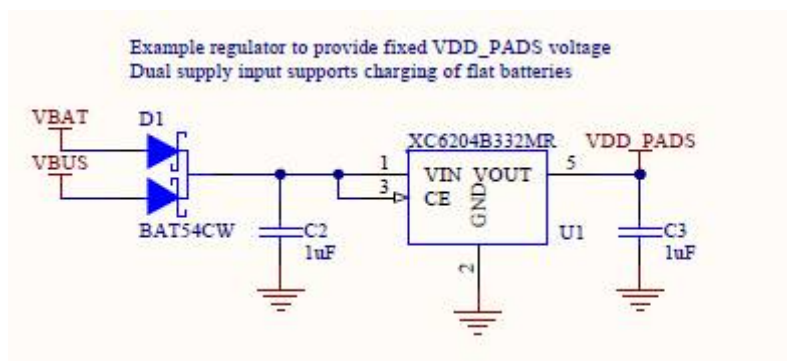 Example regulator to provide fixed VDD_PADS voltage
Dual supply input supports charging of flat batteries
VBAT
D1
VBUS
BAT54CW
C2
1uF
XC6204B332MR
1
3
VIN VOUT
CE
GND
2
5
U1
VDD_PADS
C3
1uF